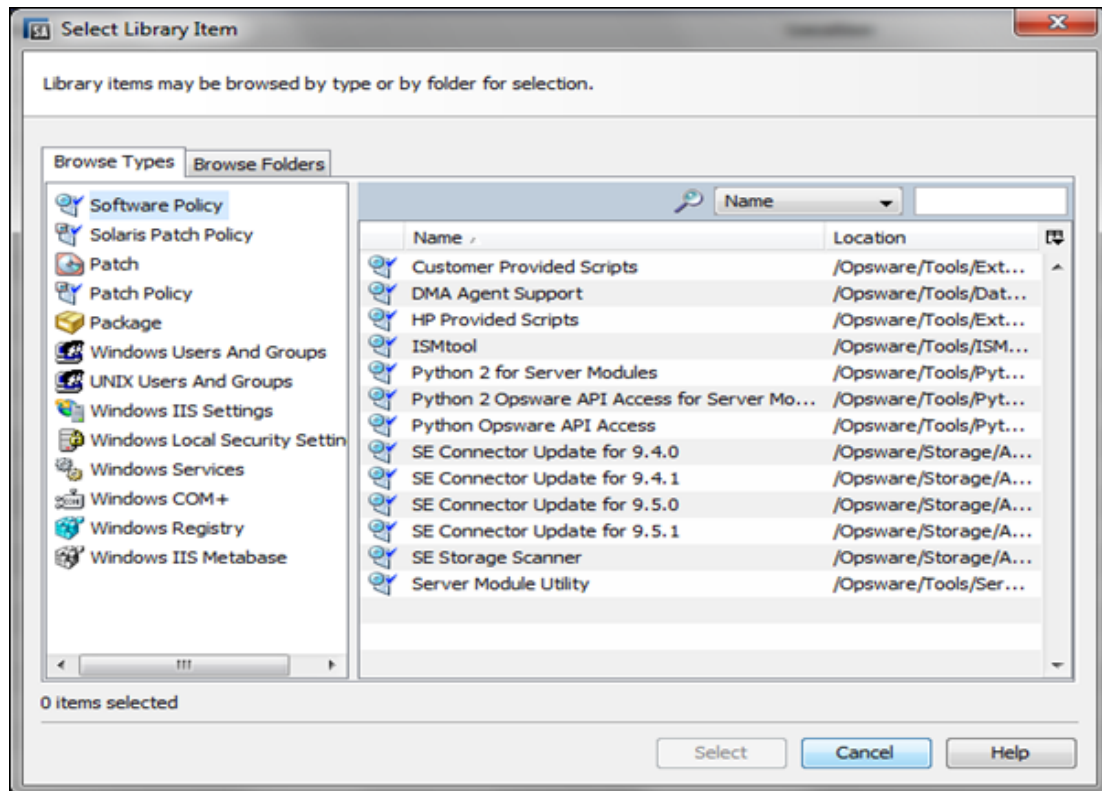 SA Select Library Item
Library items may be browsed by type or by folder for selection.
Browse Types Browse Folders
Software Policy
Solaris Patch Policy
Patch
Patch Policy
Package
Windows Users And Groups
UNIX Users And Groups
Windows IIS Settings
Windows Local Security Settin
Windows Services
Windows COM+
Windows Registry
Windows IIS Metabase
Name
Name Location
Customer Provided Scripts /Opsware/Tools/Ext...
DMA Agent Support /Opsware/Tools/Dat...
HP Provided Scripts /Opsware/Tools/Ext...
ISMtool /Opsware/Tools/ISM...
Python 2 for Server Modules /Opsware/Tools/Pyt...
Python 2 Opsware API Access for Server Mo... /Opsware/Tools/Pyt...
Python Opsware API Access /Opsware/Tools/Pyt...
SE Connector Update for 9.4.0 /Opsware/Storage/A...
SE Connector Update for 9.4.1 /Opsware/Storage/A...
SE Connector Update for 9.5.0 /Opsware/Storage/A...
SE Connector Update for 9.5.1 /Opsware/Storage/A...
SE Storage Scanner /Opsware/Storage/A...
Server Module Utility /Opsware/Tools/Ser...
0 items selected
Select Cancel Help